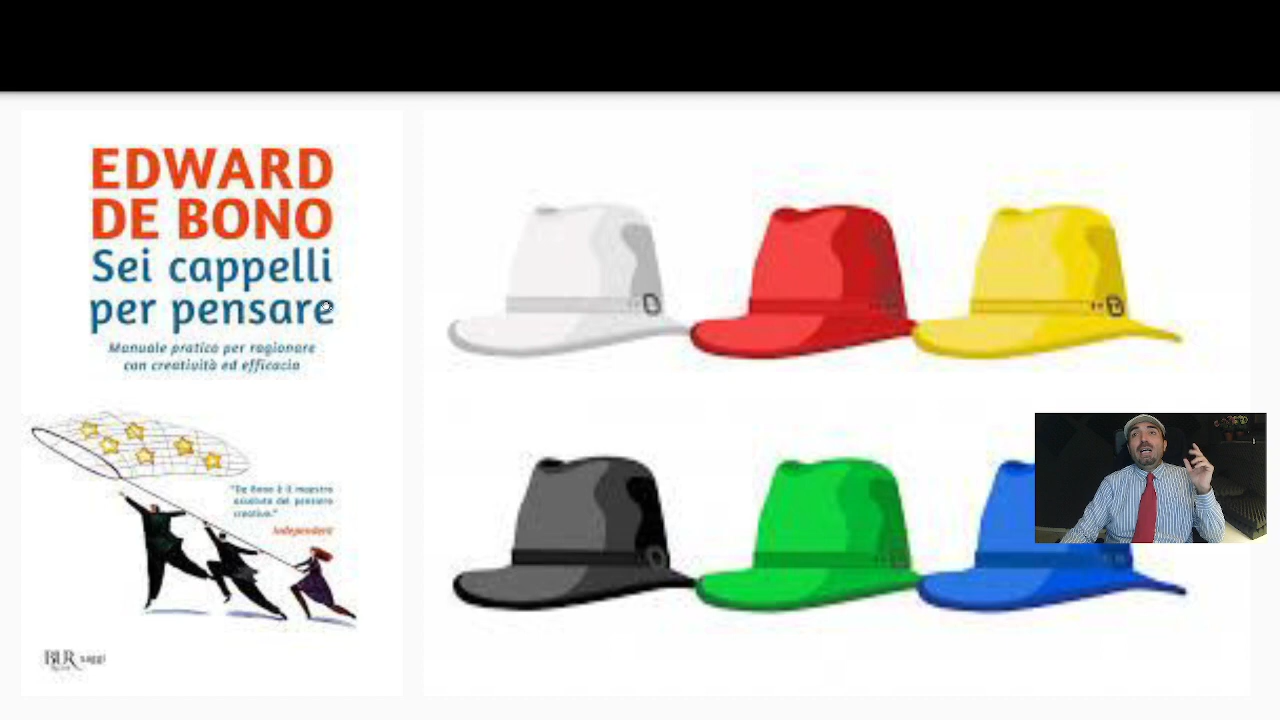 EDWARD
DE BONO
Sei cappelli
per pensare
Manuale pratico per ragionare
con creatività ed efficacia
"De Bono è il maestro
assoluto del pensiero
creativo."
Independent
BUR saggi